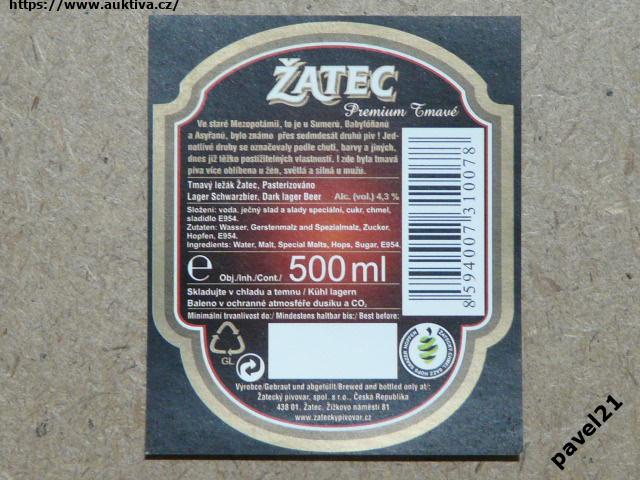 https://www.auktiva.cz/
ŽATEC
Premium Tmavé
Ve staré Mezopotámii, to je u Sumerů, Babylóňanů
a Asyřanů, bylo známo přes sedmdesát druhů piv ! Jed-
notlivé druhy se označovaly podle chuti, barvy a jiných,
dnes již těžko postižitelných vlastností. I zde byla tmavá
piva více oblíbena u žen, světlá a silná u mužů.
Tmavý ležák Žatec, Pasterizováno
Lager Schwarzbier. Dark lager Beer Alc. (vol.) 4,3 %
Složení: voda, ječný slad a slady speciální, cukr, chmel,
sladidlo E954.
Zutaten: Wasser, Gerstenmalz and Spezialmalz, Zucker,
Hopfen, E954.
Ingredients: Water, Malt, Special Malts, Hops, Sugar, E954.
e Obj./Inh./Cont./ 500 ml
Skladujte v chladu a temnu / Kühl lagern
Baleno v ochranné atmosféře dusíku a CO2
Minimální trvanlivost do:/ Mindestens haltbar bis:/ Best before:
8594007310078
GL
Výrobce/Gebraut und abgefüllt/Brewed and bottled only at/:
Žatecký pivovar, spol. s r.o., Česká Republika
438 01, Žatec, Žižkovo náměstí 81
www.zateckypivovar.cz
pavel21